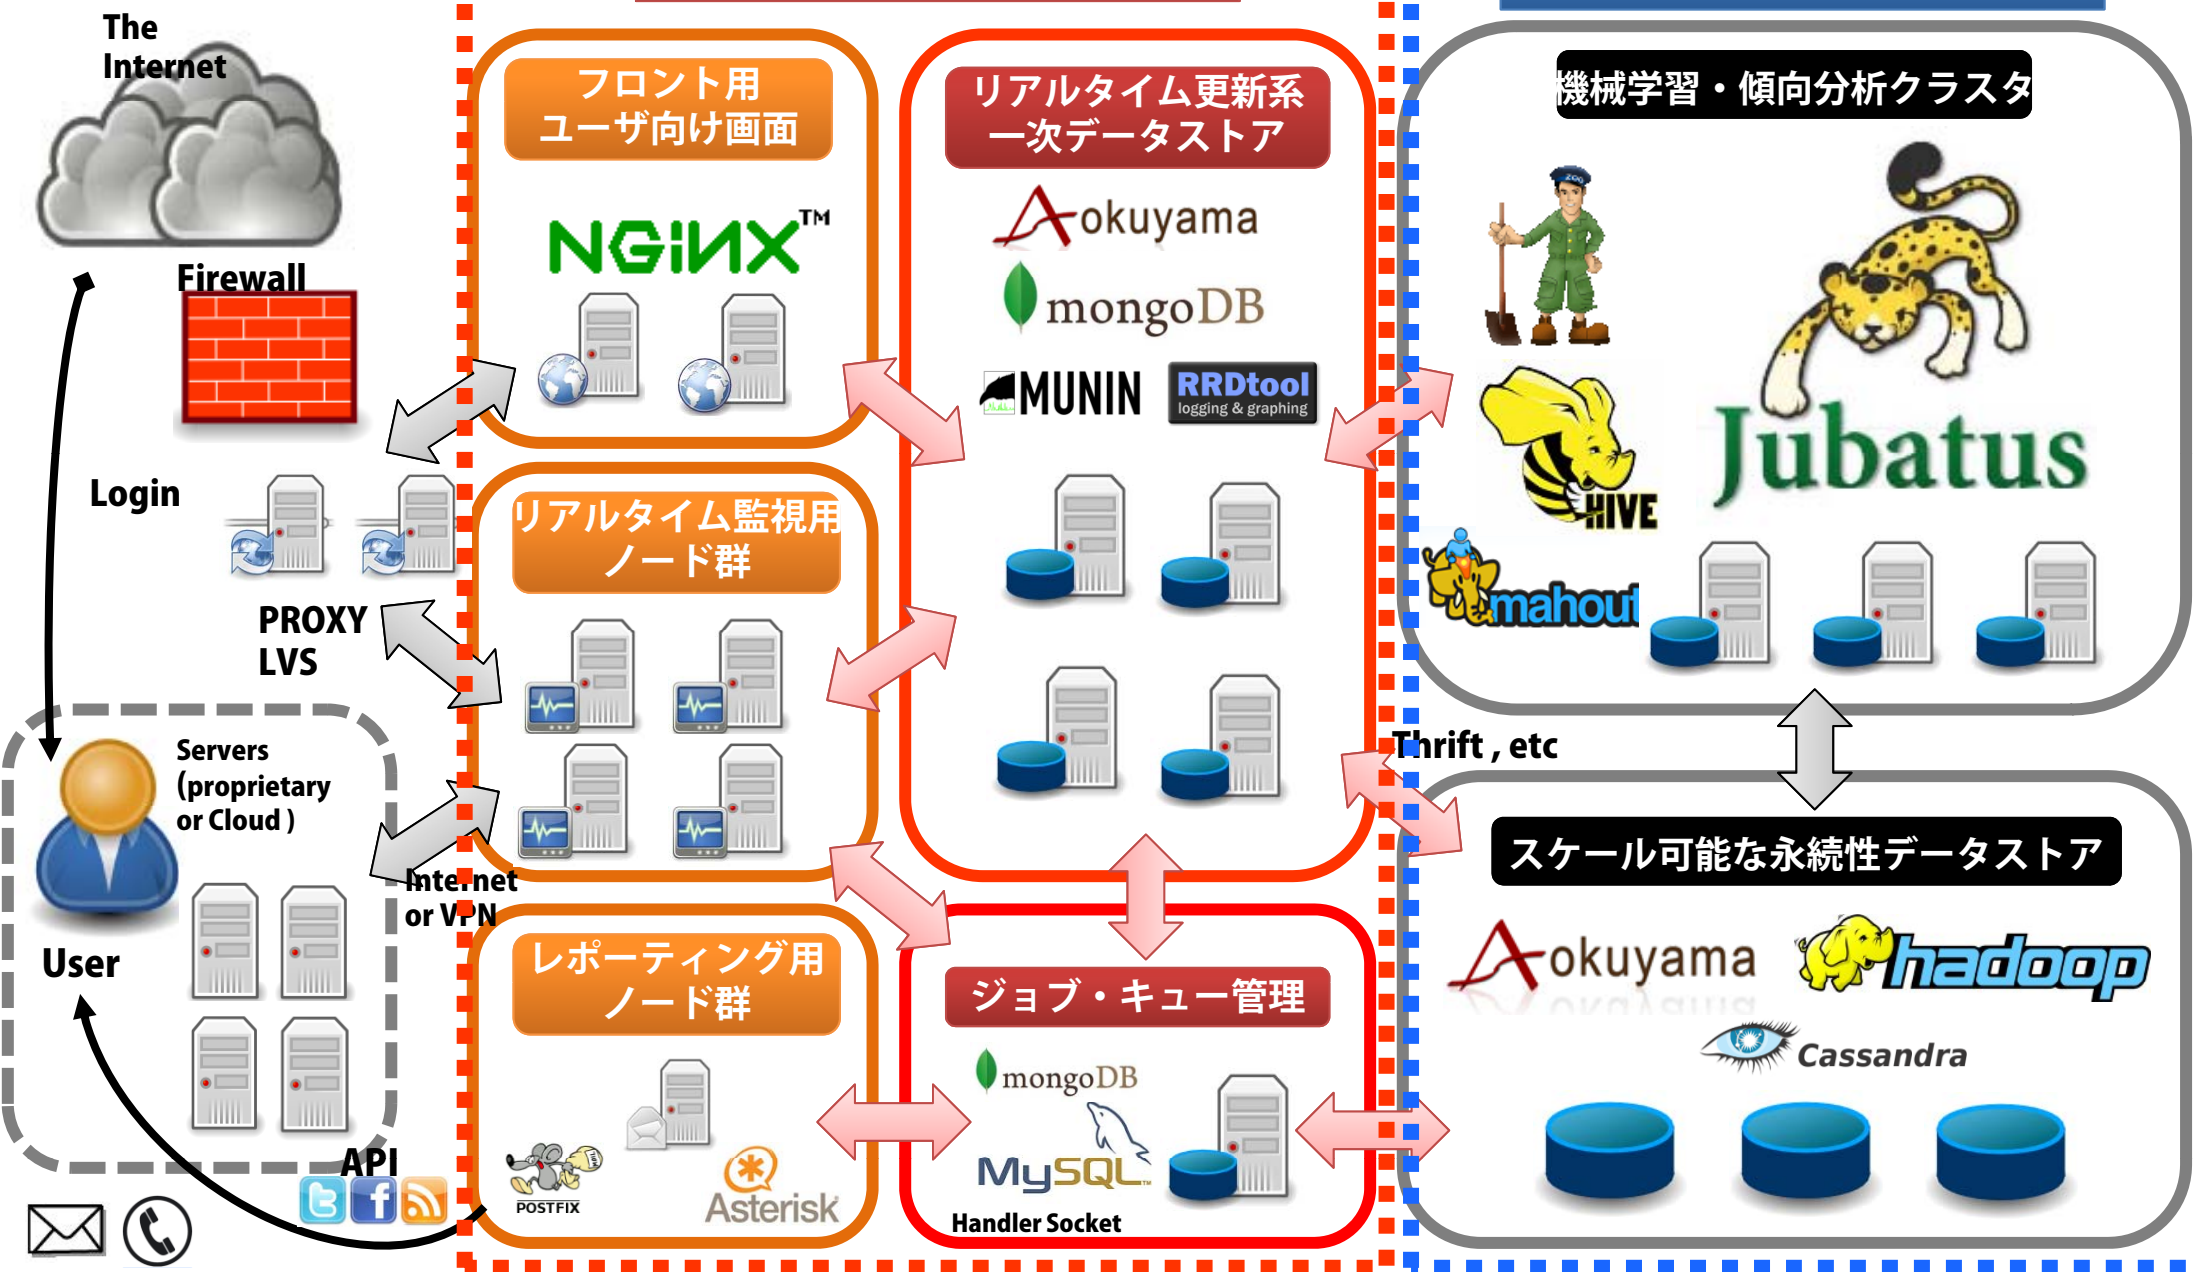 The
Internet
Firewall
Login
PROXY
LVS
Servers
(proprietary
or Cloud )
User
Internet
or VPN
API
フロント用
ユーザ向け画面
NGiNX™
リアルタイム監視用
ノード群
レポーティング用
ノード群
POSTFIX
Asterisk
リアルタイム更新系
一次データストア
okuyama
mongoDB
MUNIN
RRDtool
logging & graphing
ジョブ・キュー管理
mongoDB
MySQL
Handler Socket
機械学習・傾向分析クラスタ
ZOO
HIVE
Jubatus
mahout
Thrift , etc
スケール可能な永続性データストア
okuyama
hadoop
Cassandra